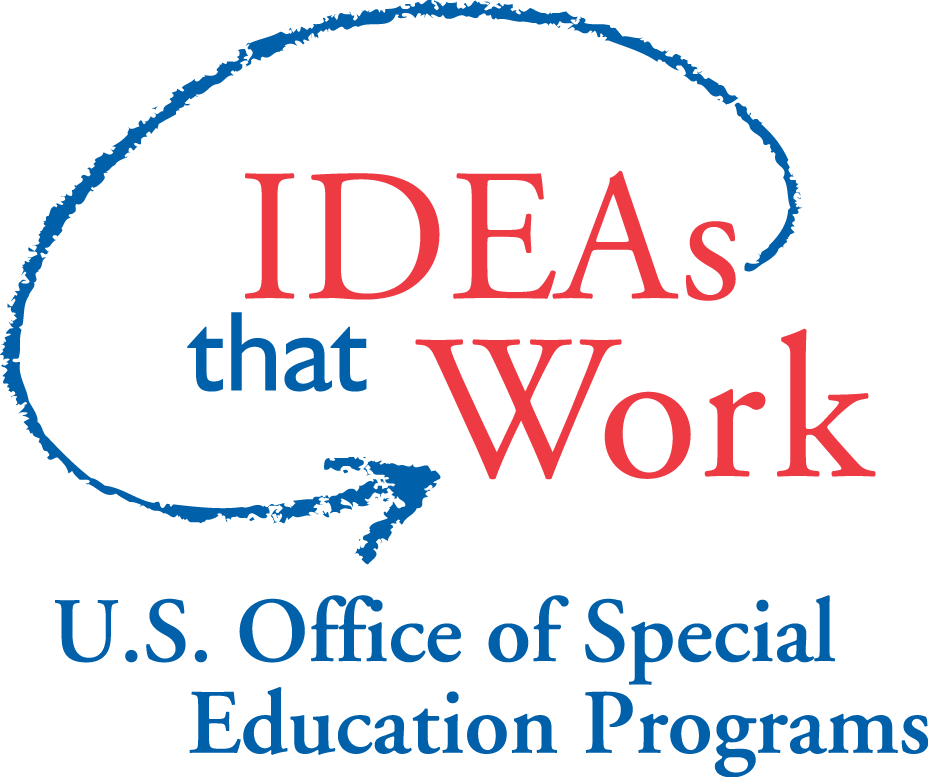 IDEAs
that Work
U.S. Office of Special
Education Programs